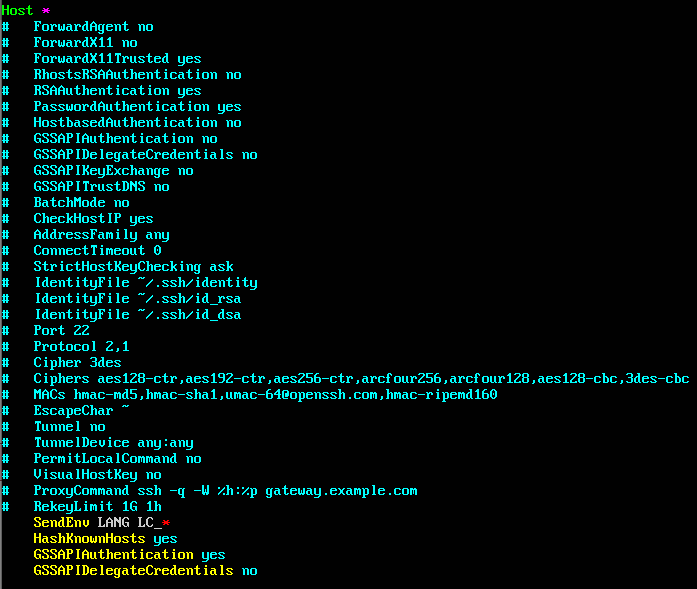 Host *
#   ForwardAgent no
#   ForwardX11 no
#   ForwardX11Trusted yes
#   RhostsRSAAuthentication no
#   RSAAuthentication yes
#   PasswordAuthentication yes
#   HostbasedAuthentication no
#   GSSAPIAuthentication no
#   GSSAPIDelegateCredentials no
#   GSSAPIKeyExchange no
#   GSSAPITrustDNS no
#   BatchMode no
#   CheckHostIP yes
#   AddressFamily any
#   ConnectTimeout 0
#   StrictHostKeyChecking ask
#   IdentityFile ~/.ssh/identity
#   IdentityFile ~/.ssh/id_rsa
#   IdentityFile ~/.ssh/id_dsa
#   Port 22
#   Protocol 2,1
#   Cipher 3des
#   Ciphers aes128-ctr,aes192-ctr,aes256-ctr,arcfour256,arcfour128,aes128-cbc,3des-cbc
#   MACs hmac-md5,hmac-sha1,umac-64@openssh.com,hmac-ripemd160
#   EscapeChar ~
#   Tunnel no
#   TunnelDevice any:any
#   PermitLocalCommand no
#   VisualHostKey no
#   ProxyCommand ssh -q -W %h:%p gateway.example.com
#   RekeyLimit 1G 1h
    SendEnv LANG LC_*
    HashKnownHosts yes
    GSSAPIAuthentication yes
    GSSAPIDelegateCredentials no